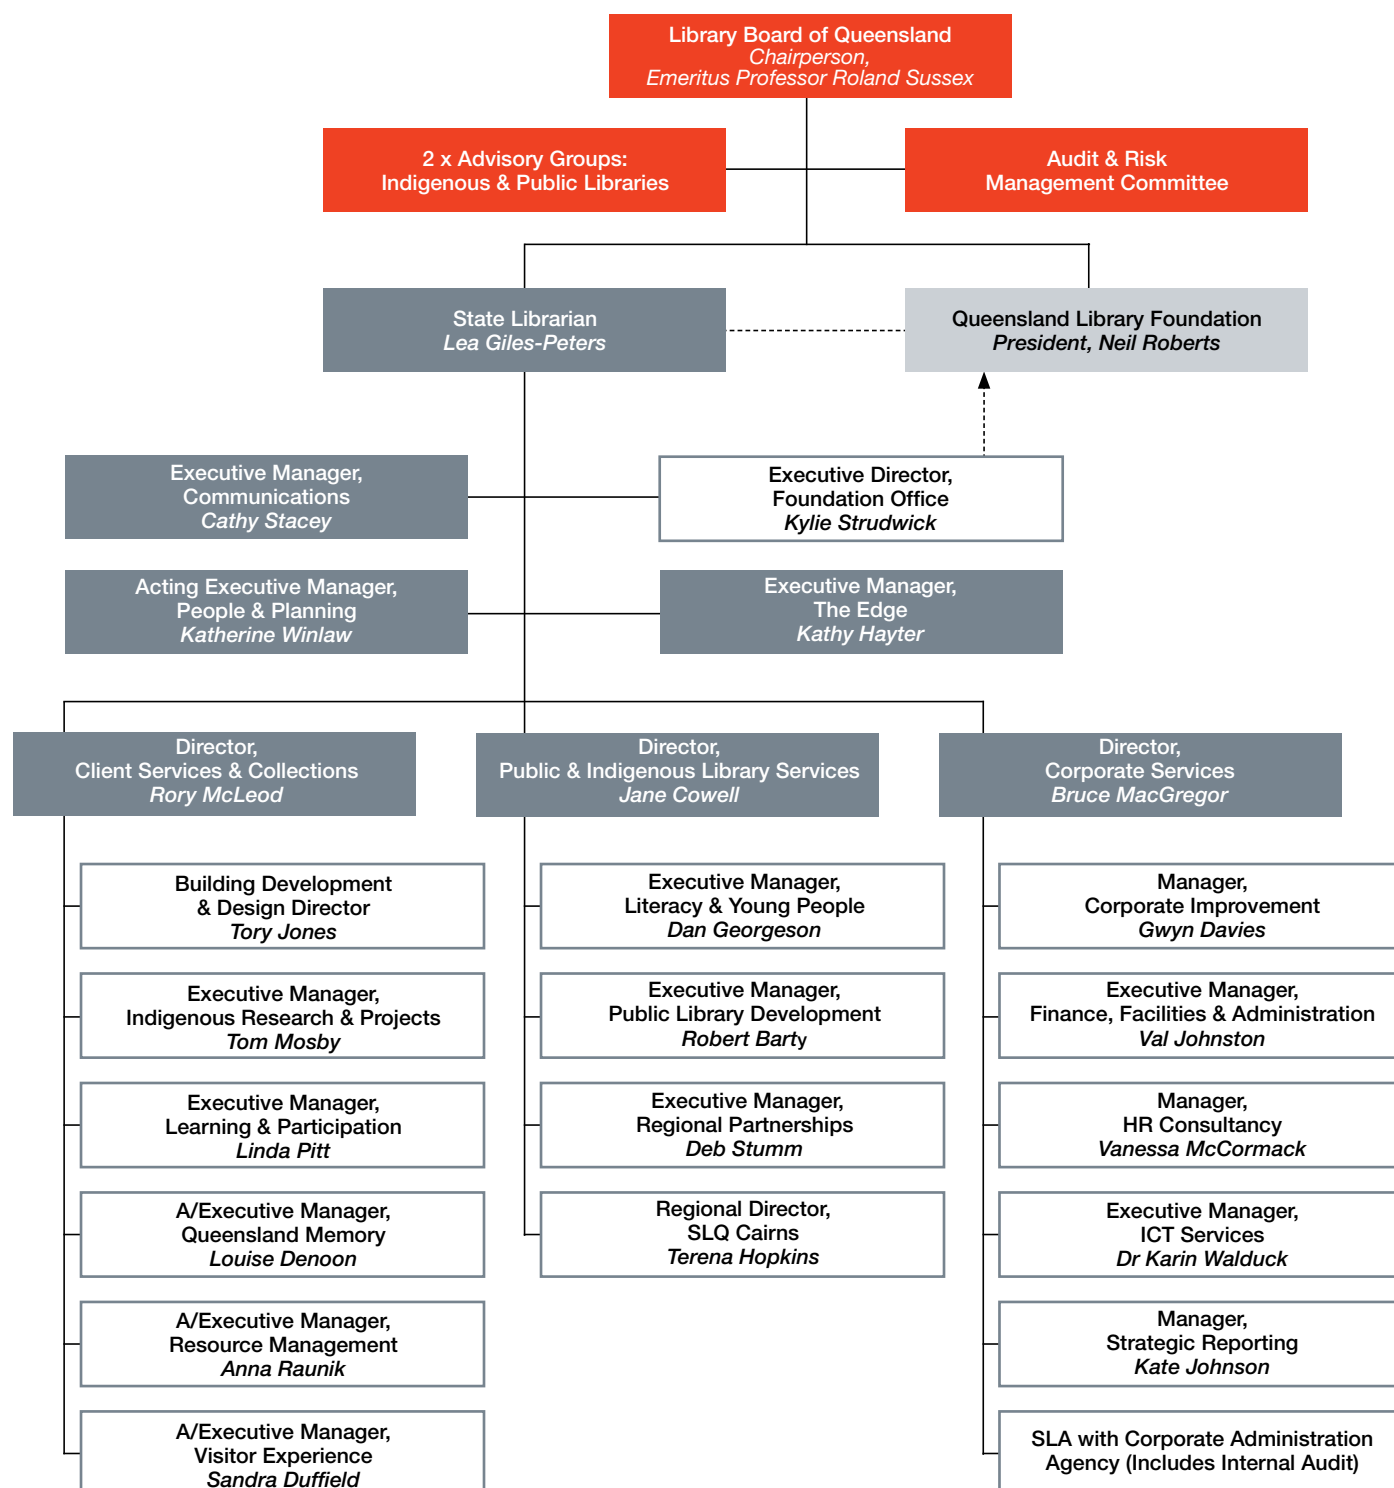 Library Board of Queensland
Chairperson,
Emeritus Professor Roland Sussex
2 x Advisory Groups:
Indigenous & Public Libraries
Audit & Risk
Management Committee
State Librarian
Lea Giles-Peters
Queensland Library Foundation
President, Neil Roberts
Executive Manager,
Communications
Cathy Stacey
Executive Director,
Foundation Office
Kylie Strudwick
Acting Executive Manager,
People & Planning
Katherine Winlaw
Executive Manager,
The Edge
Kathy Hayter
Director,
Client Services & Collections
Rory McLeod
Building Development
& Design Director
Tory Jones
Executive Manager,
Indigenous Research & Projects
Tom Mosby
Executive Manager,
Learning & Participation
Linda Pitt
A/Executive Manager,
Queensland Memory
Louise Denoon
A/Executive Manager,
Resource Management
Anna Raunik
A/Executive Manager,
Visitor Experience
Sandra Duffield
Director,
Public & Indigenous Library Services
Jane Cowell
Executive Manager,
Literacy & Young People
Dan Georgeson
Executive Manager,
Public Library Development
Robert Barty
Executive Manager,
Regional Partnerships
Deb Stumm
Regional Director,
SLQ Cairns
Terena Hopkins
Director,
Corporate Services
Bruce MacGregor
Manager,
Corporate Improvement
Gwyn Davies
Executive Manager,
Finance, Facilities & Administration
Val Johnston
Manager,
HR Consultancy
Vanessa McCormack
Executive Manager,
ICT Services
Dr Karin Walduck
Manager,
Strategic Reporting
Kate Johnson
SLA with Corporate Administration
Agency (Includes Internal Audit)